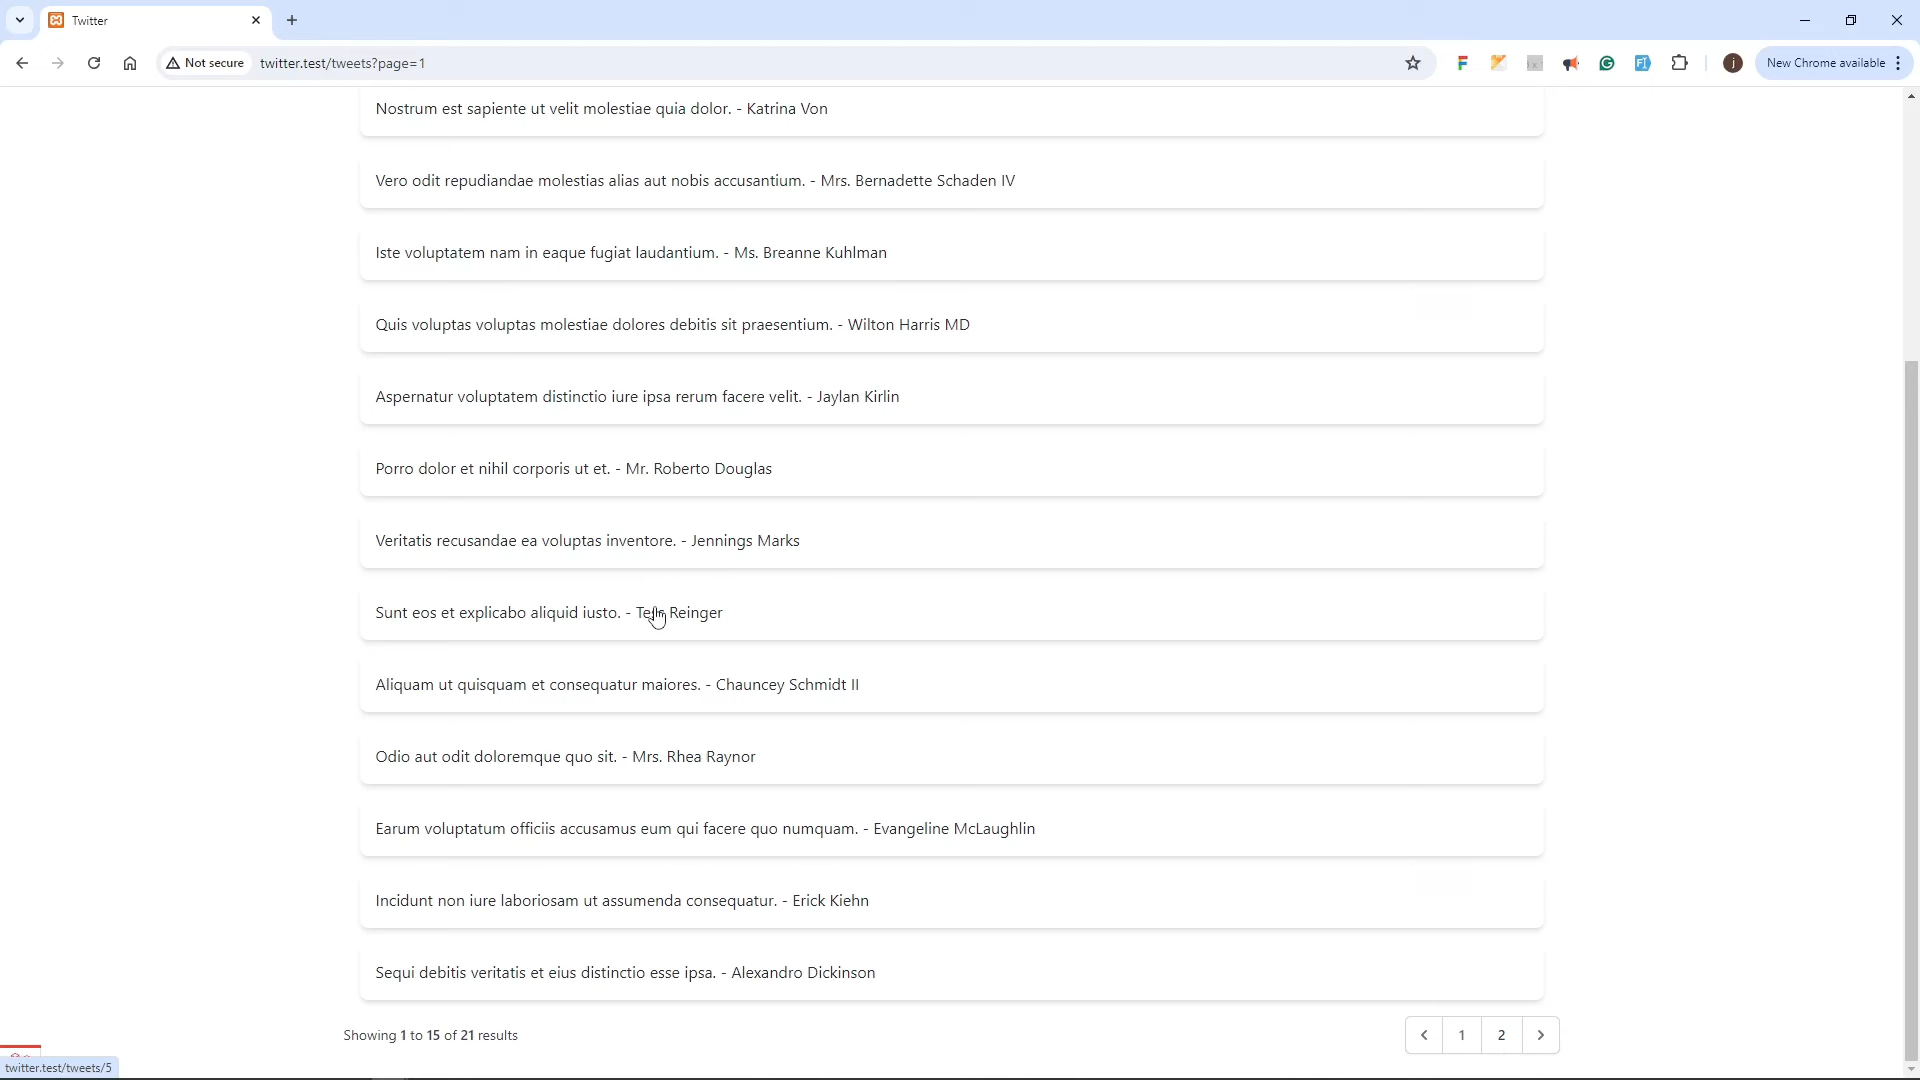 Twitter
Not secure
twitter.test/tweets?page=1
New Chrome available
Nostrum est sapiente ut velit molestiae quia dolor. - Katrina Von
Vero odit repudiandae molestias alias aut nobis accusantium. - Mrs. Bernadette Schaden IV
Iste voluptatem nam in eaque fugiat laudantium. - Ms. Breanne Kuhlman
Quis voluptas voluptas molestiae dolores debitis sit praesentium. - Wilton Harris MD
Aspernatur voluptatem distinctio iure ipsa rerum facere velit. - Jaylan Kirlin
Porro dolor et nihil corporis ut et. - Mr. Roberto Douglas
Veritatis recusandae ea voluptas inventore. - Jennings Marks
Sunt eos et explicabo aliquid iusto. - Reinger
Aliquam ut quisquam et consequatur maiores. - Chauncey Schmidt II
Odio aut odit doloremque quo sit. - Mrs. Rhea Raynor
Earum voluptatum officiis accusamus eum qui facere quo numquam. - Evangeline McLaughlin
Incidunt non iure laboriosam ut assumenda consequatur. - Erick Kiehn
Sequi debitis veritatis et eius distinctio esse ipsa. - Alexandro Dickinson
Showing 1 to 15 of 21 results
1 2
twitter.test/tweets/5